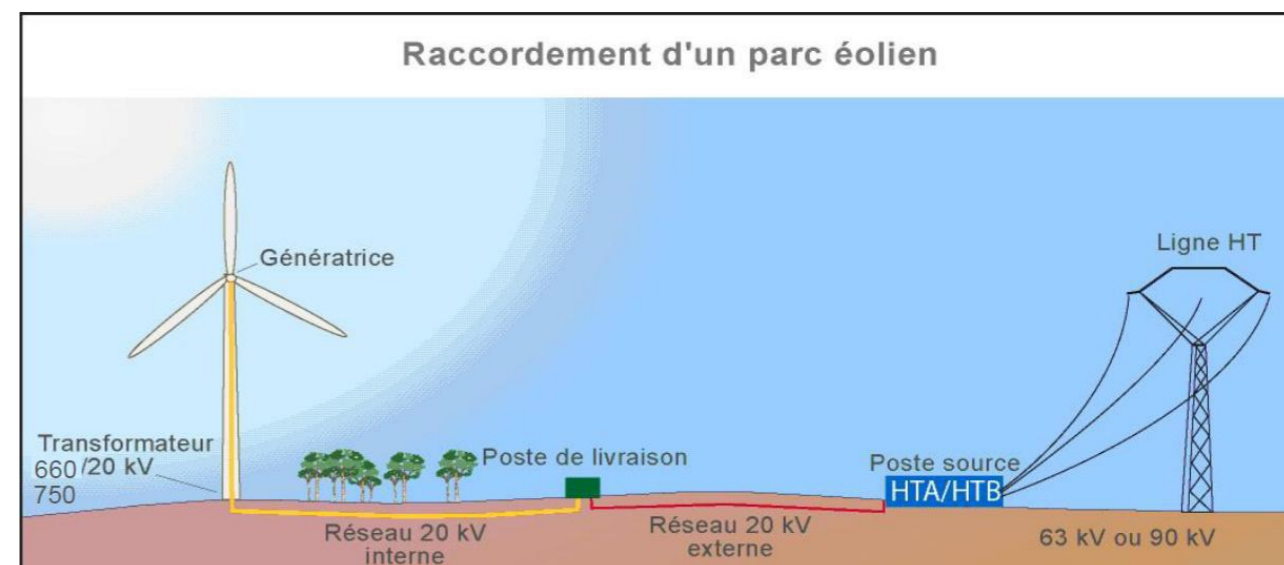 Raccordement d'un parc éolien
Génératrice
Ligne HT
Transformateur
660 /20 kV
750
Poste de livraison
Poste source
HTA/HTB
Réseau 20 kV
interne
Réseau 20 kV
externe
63 kV ou 90 kV